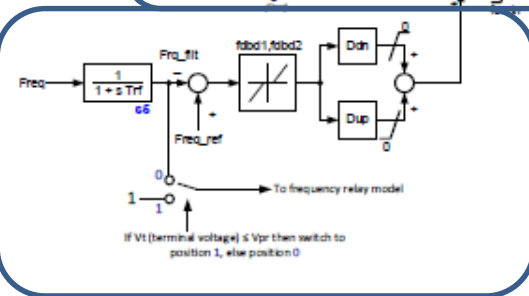 0
fdbd1,fdbd2
Ddn
Frq_filt
+
Freq
1
1 + s Trf
−
s6
+
Freq_ref
Dup
+
0
0
To frequency relay model
1
1
If Vt (terminal voltage) ≤ Vpr then switch to
position 1, else position 0